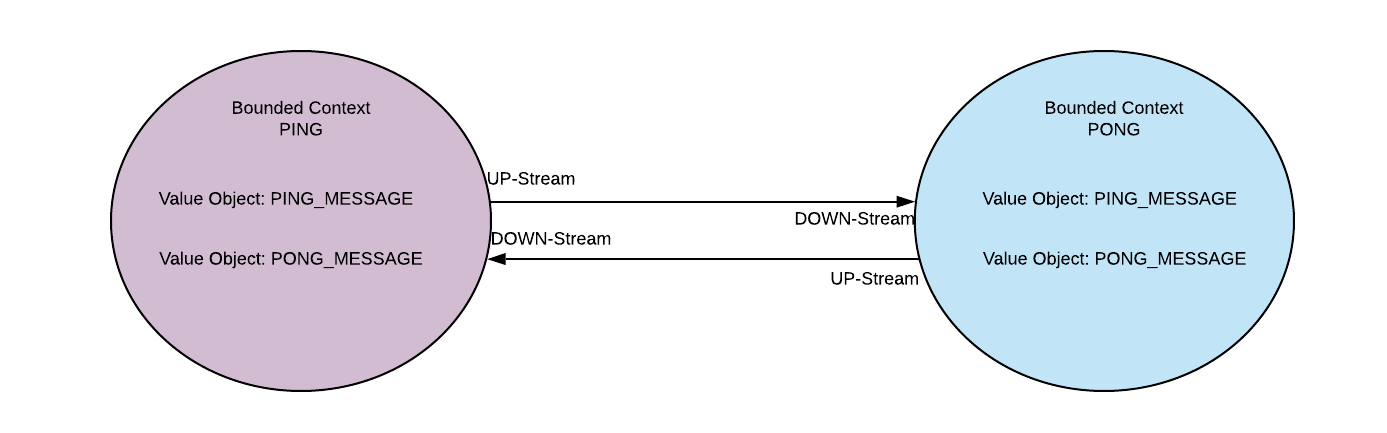 Bounded Context
PING
Value Object: PING_MESSAGE
Value Object: PONG_MESSAGE
UP-Stream
DOWN-Stream
DOWN-Stream
UP-Stream
Bounded Context
PONG
Value Object: PING_MESSAGE
Value Object: PONG_MESSAGE